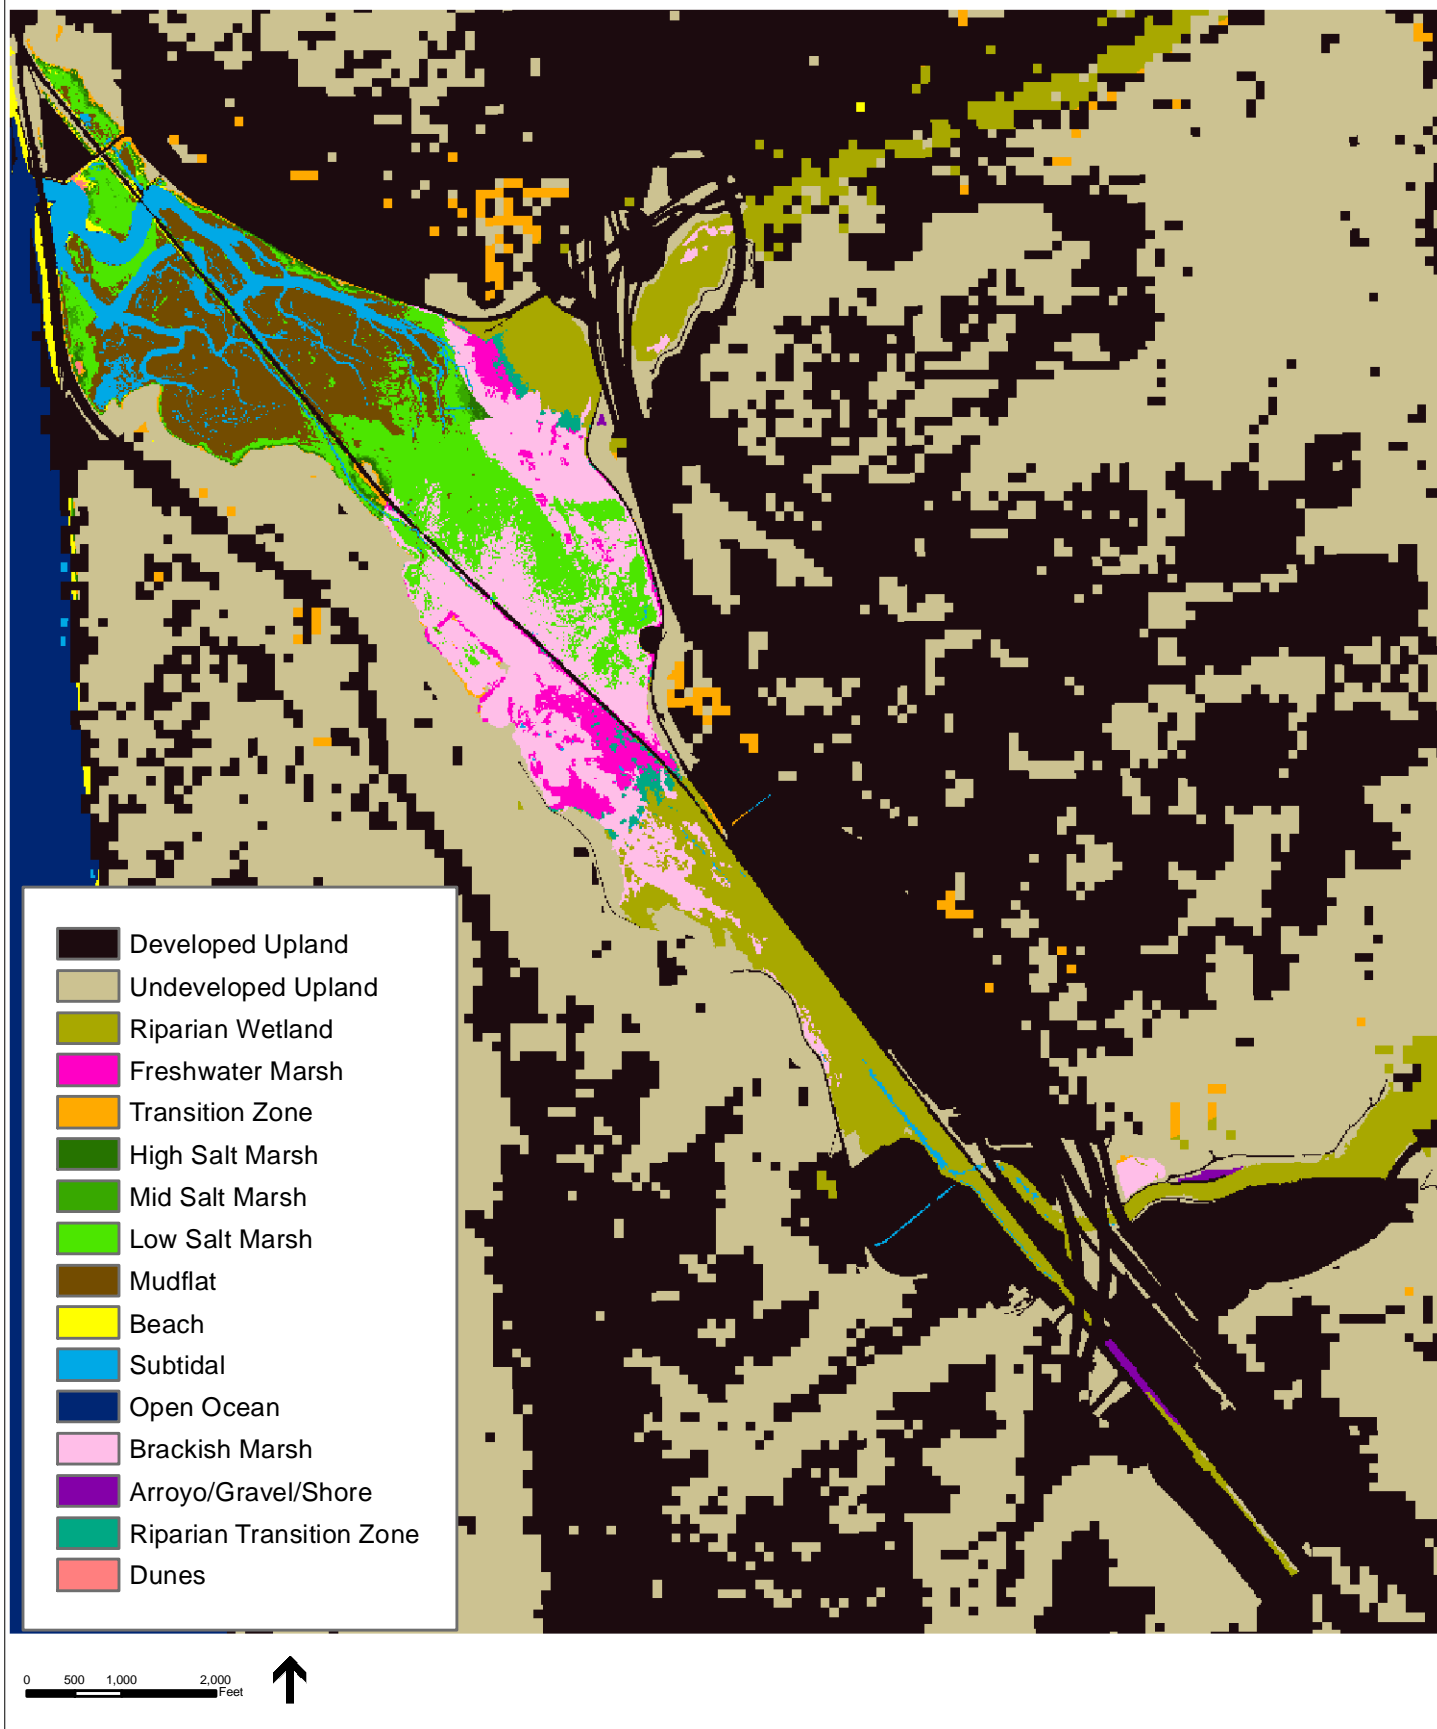 Developed Upland
Undeveloped Upland
Riparian Wetland
Freshwater Marsh
Transition Zone
High Salt Marsh
Mid Salt Marsh
Low Salt Marsh
Mudflat
Beach
Subtidal
Open Ocean
Brackish Marsh
Arroyo/Gravel/Shore
Riparian Transition Zone
Dunes
0 500 1,000 2,000
Feet